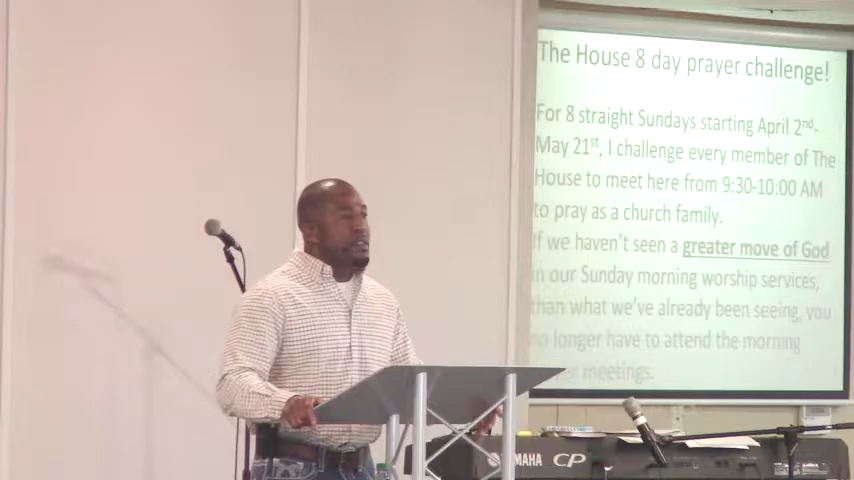 The House 8 day prayer challenge!
For 8 straight Sundays starting April 2nd-
May 21st, I challenge every member of The
House to meet here from 9:30-10:00 AM
to pray as a church family.
If we haven't seen a greater move of God
in our Sunday morning worship services,
than what we've already been seeing, you
no longer have to attend the morning
meetings.
YAMAHA CP